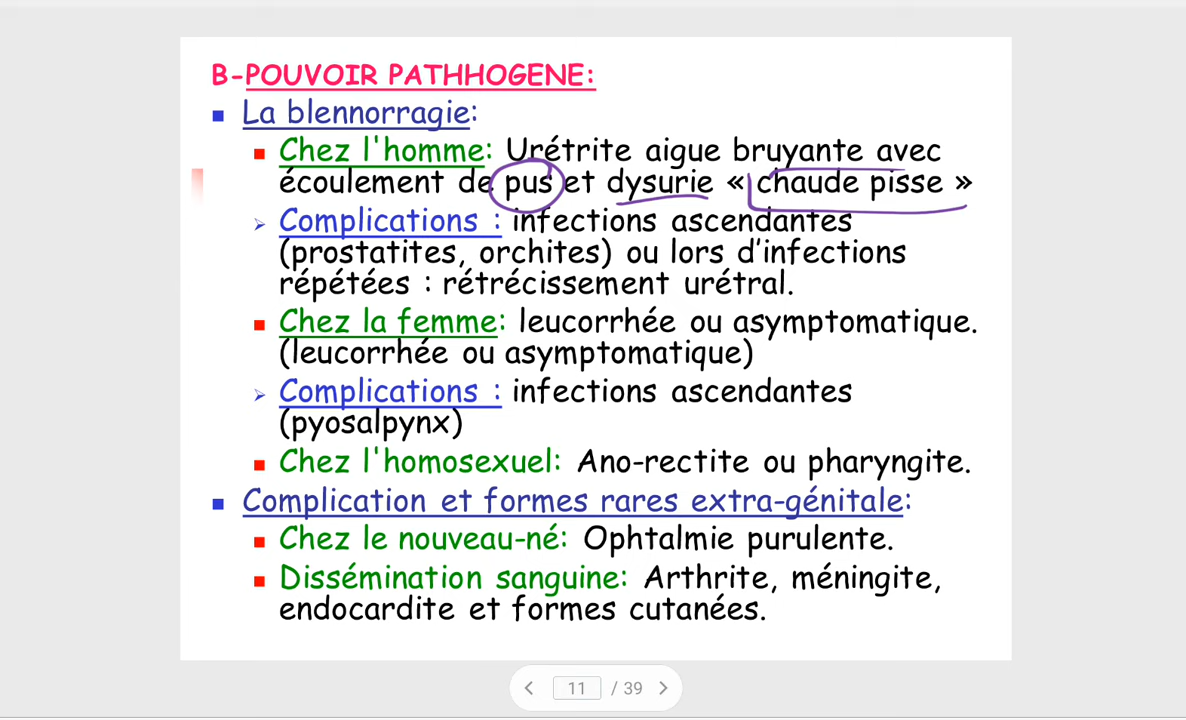 B-POUVOIR PATHHOGENE:
La blennorragie:
Chez l'homme: Urétrite aigue bruyante avec
écoulement de pus et dysurie « chaude pisse »
Complications : infections ascendantes
(prostatites, orchites) ou lors d’infections
répétées : rétrécissement urétral.
Chez la femme: leucorrhée ou asymptomatique.
(leucorrhée ou asymptomatique)
Complications : infections ascendantes
(pyosalpynx)
Chez l'homosexuel: Ano-rectite ou pharyngite.
Complication et formes rares extra-génitale:
Chez le nouveau-né: Ophtalmie purulente.
Dissémination sanguine: Arthrite, méningite,
endocardite et formes cutanées.
11 / 39